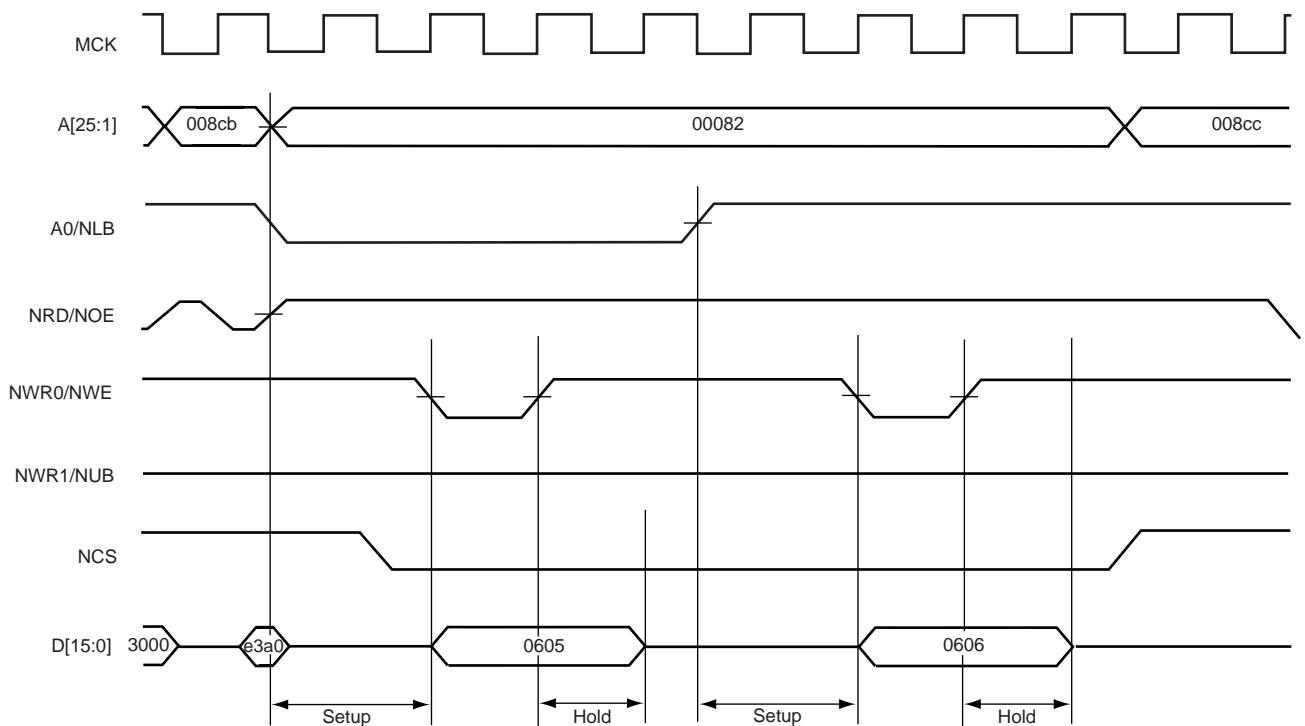 MCK
A[25:1] 008cb 00082 008cc
A0/NLB
NRD/NOE
NWR0/NWE
NWR1/NUB
NCS
D[15:0] 3000 e3a0 0605 0606
Setup Hold Setup Hold